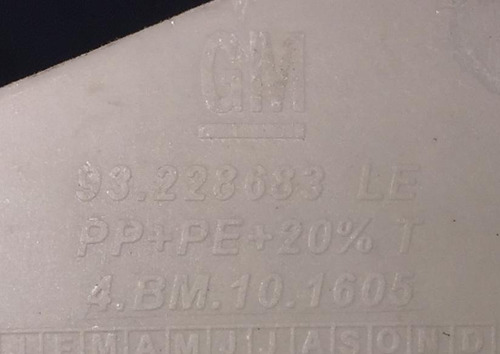 GM
93.228683 LE
PP+PE+20% T
4.BM.10.1605
J F M A M J J A S O N D